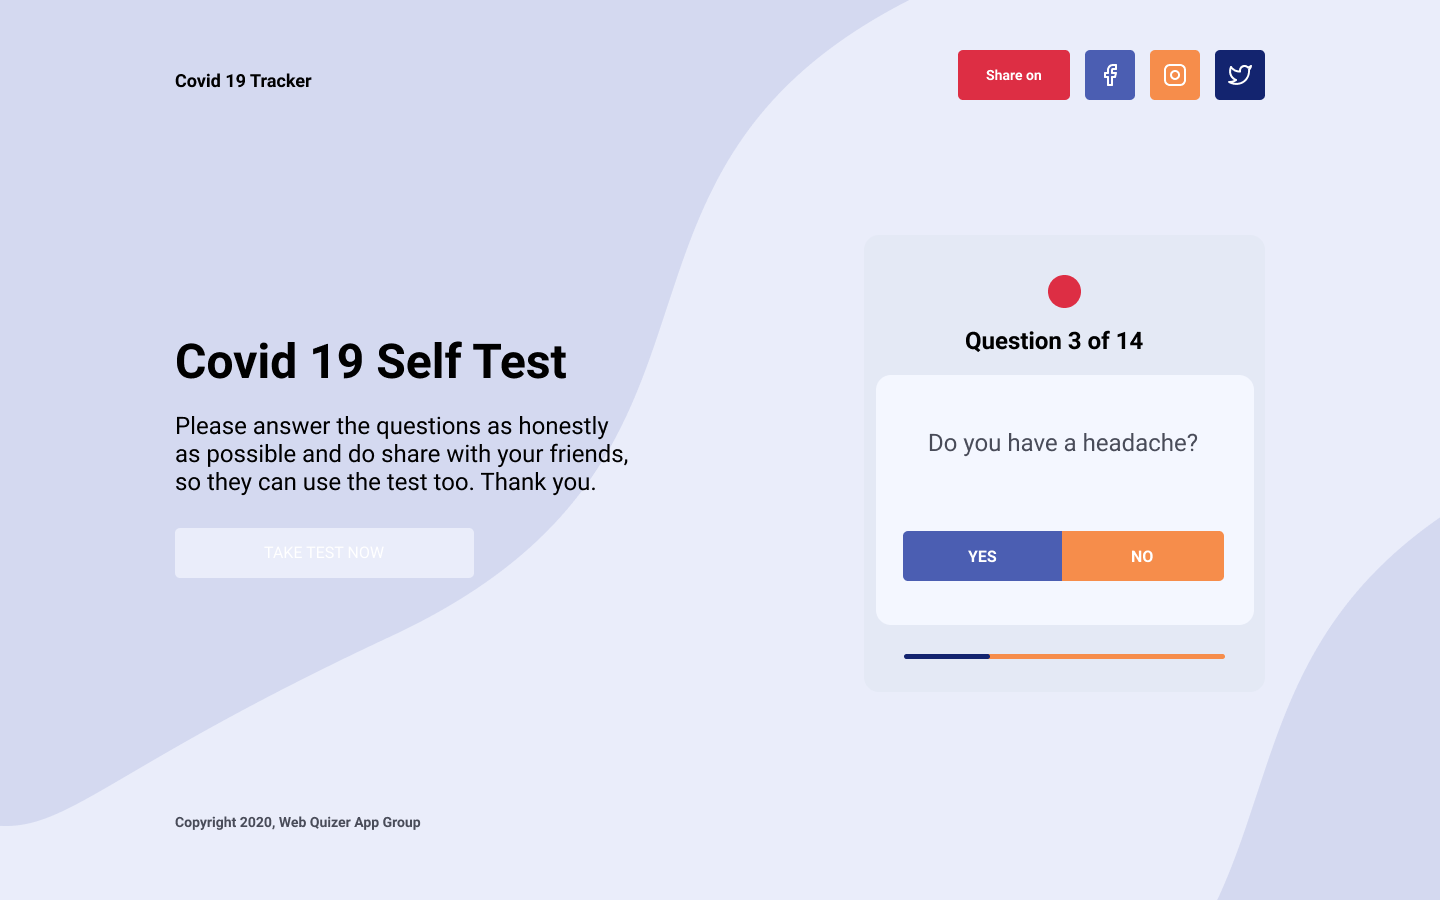 Covid 19 Tracker
Share on
Covid 19 Self Test
Please answer the questions as honestly
as possible and do share with your friends,
so they can use the test too. Thank you.
TAKE TEST NOW
Question 3 of 14
Do you have a headache?
YES
NO
Copyright 2020, Web Quizer App Group